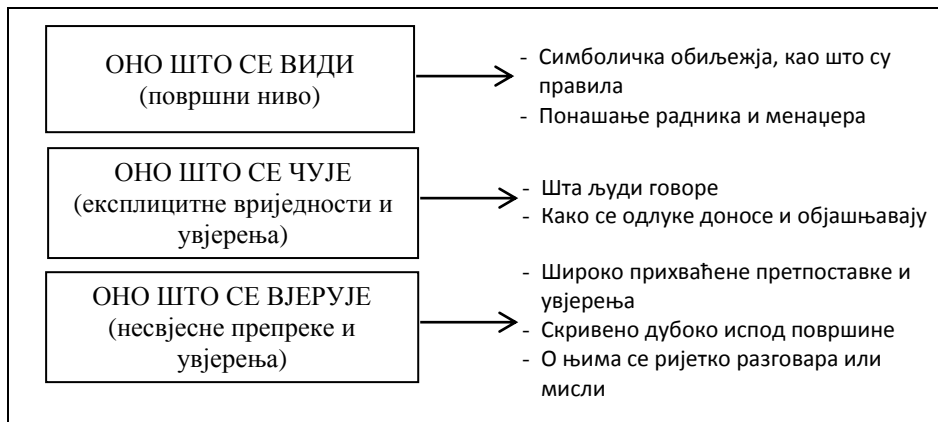 ОНО ШТО СЕ ВИДИ
(површни ниво)
- Симболичка обиљежја, као што су
правила
- Понашање радника и менаџера
ОНО ШТО СЕ ЧУЈЕ
(експлицитне вриједности и
увјерења)
- Шта људи говоре
- Како се одлуке доносе и објашњавају
ОНО ШТО СЕ ВЈЕРУЈЕ
(несвјесне препреке и
увјерења)
- Широко прихваћене претпоставке и
увјерења
- Скривено дубоко испод површине
- О њима се ријетко разговара или
мисли